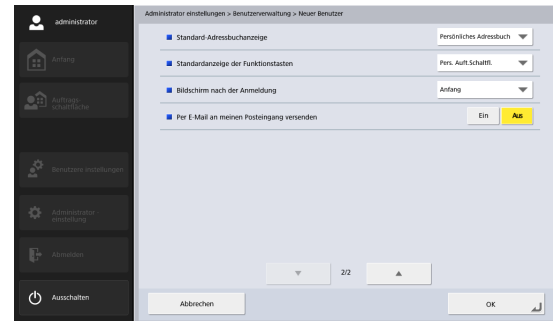 administrator
Anfang
Auftrags-
schaltfläche
Benutzere instellungen
Administrator-
einstellung
Abmelden
Ausschalten
Administrator einstellungen > Benutzerverwaltung > Neuer Benutzer
Standard-Adressbuchanzeige
Persönliches Adressbuch
Standardanzeige der Funktionstasten
Pers. Auft.Schaltfl.
Bildschirm nach der Anmeldung
Anfang
Per E-Mail an meinen Posteingang versenden
Ein
Aus
2/2
Abbrechen
OK